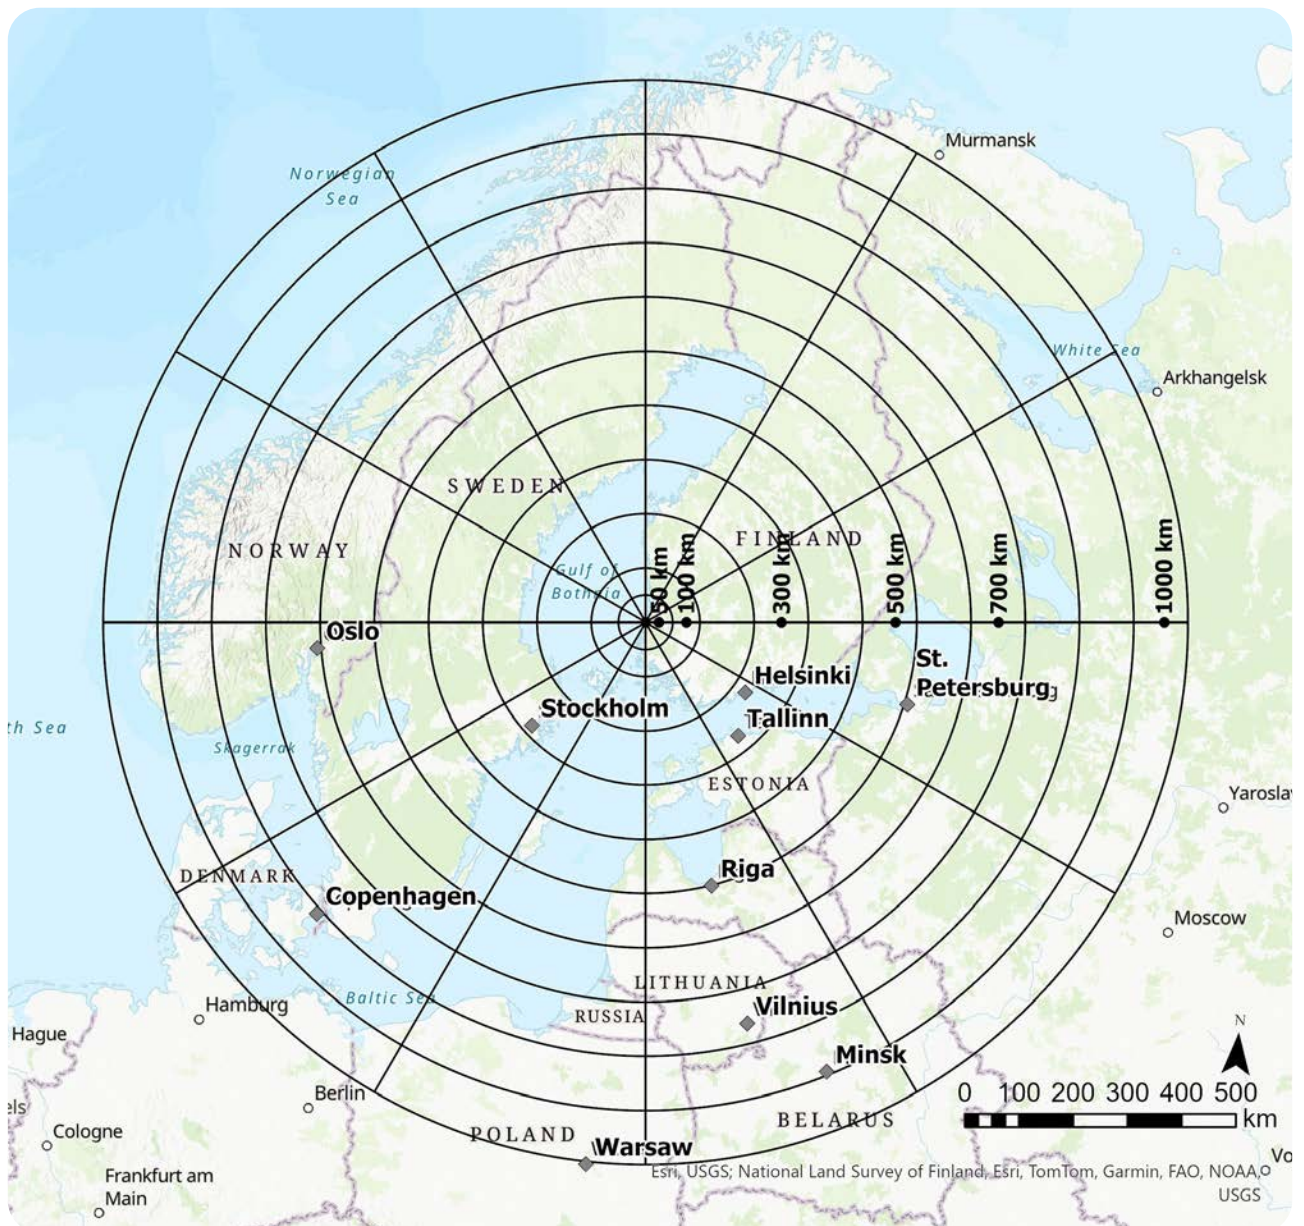 Murmansk
Norwegian
Sea
White Sea
Arkhangelsk
SWEDEN
FINLAND
NORWAY
Gulf of
Bothnia
50 km
100 km
300 km
500 km
700 km
1000 km
Oslo
St.
Petersburg
Helsinki
Stockholm
Tallinn
th Sea
Skagerrak
ESTONIA
Yaroslav
Riga
DENMARK
Copenhagen
Moscow
LITHUANIA
Baltic Sea
Hamburg
RUSSIA
Vilnius
Hague
N
Minsk
Berlin
0 100 200 300 400 500
km
els
BELARUS
Cologne
POLAND
Warsaw
Vo
Frankfurt am
Main
Esri, USGS; National Land Survey of Finland, Esri, TomTom, Garmin, FAO, NOAA,
USGS